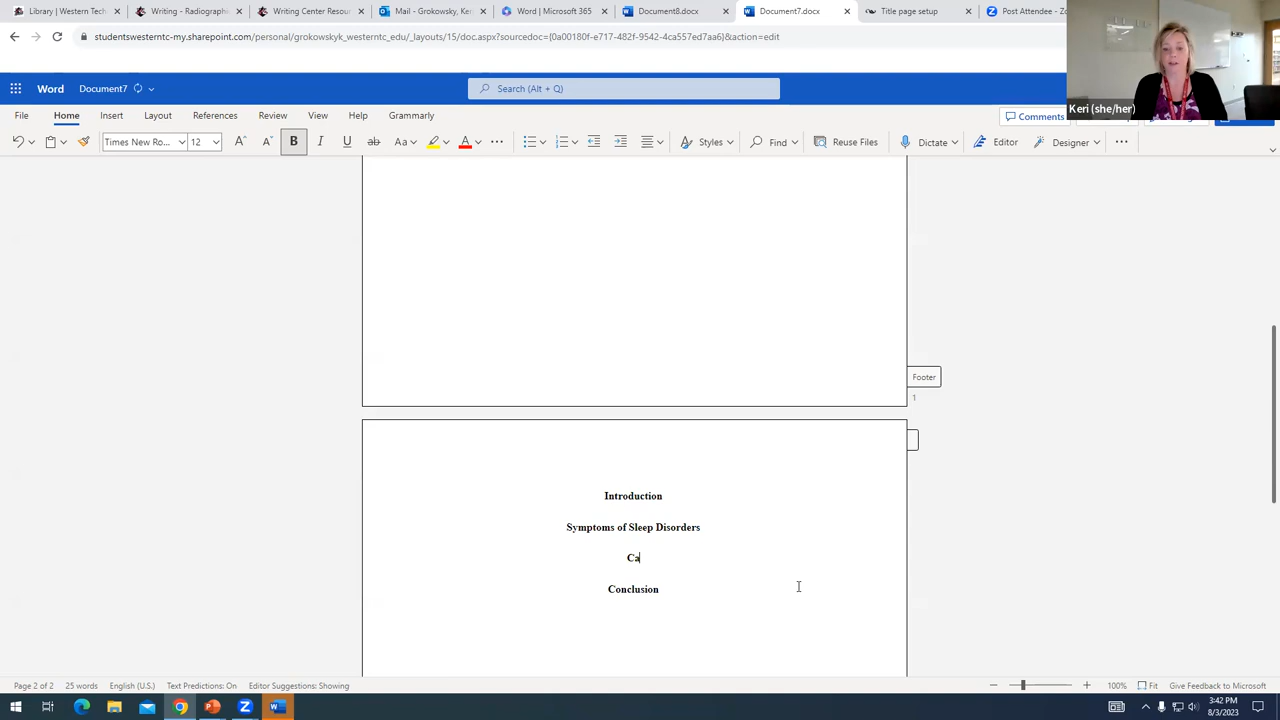 Library | Western Tech
Writing - Radiographi
Writing Center Resour
Mail - Grokowsky, Ke
Word | Microsoft 365
Document8.docx
Document7.docx
Title page setup
Post Attendee - Zo
studentswesterntc-my.sharepoint.com/personal/grokowskyk_westerntc_edu/_layouts/15/doc.aspx?sourcedoc={0a00180f-e717-482f-9542-4ca557ed7aa6}&action=edit
Word Document7 Search (Alt + Q)
Keri (she/her)
File Home Insert Layout References Review View Help Grammarly Comments
Times New Ro... 12 B I U ab Aa A Styles Find Reuse Files Dictate Editor Designer
Footer
1
Introduction
Symptoms of Sleep Disorders
Ca
Conclusion
Page 2 of 2 25 words English (U.S.) Text Predictions: On Editor Suggestions: Showing 100% Fit Give Feedback to Microsoft
3:42 PM
8/3/2023